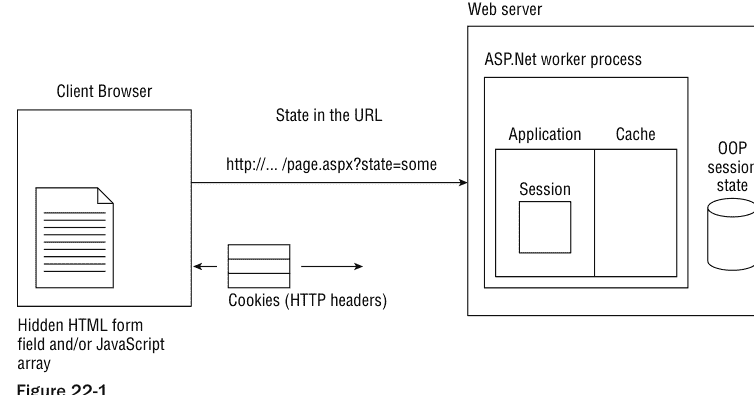 Web server
ASP.Net worker process
Client Browser
State in the URL
Application
Cache
http://... /page.aspx?state=some
OOP
session
state
Session
Cookies (HTTP headers)
Hidden HTML form
field and/or JavaScript
array
Figure 22-1